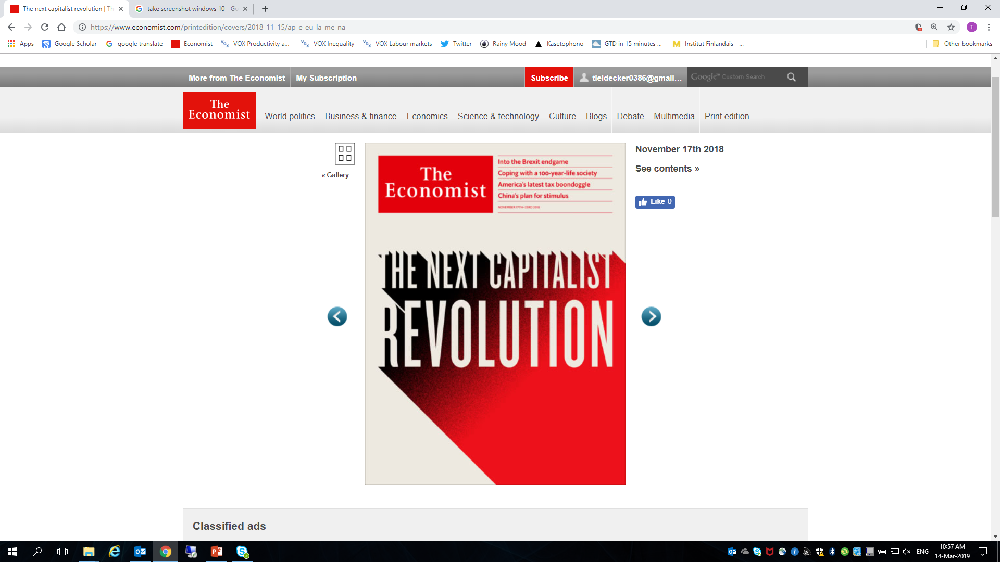 The next capitalist revolution | Th
take screenshot windows 10 - Go
https://www.economist.com/printedition/covers/2018-11-15/ap-e-eu-la-me-na
T
Apps
Google Scholar
google translate
Economist
VOX Productivity a...
VOX Inequality
VOX Labour markets
Twitter
Rainy Mood
Kasetophono
GTD in 15 minutes ...
Institut Finlandais - ...
Other bookmarks
More from The Economist
My Subscription
Subscribe
tleidecker0386@gmail...
Google™ Custom Search
The
Economist
World politics
Business & finance
Economics
Science & technology
Culture
Blogs
Debate
Multimedia
Print edition
« Gallery
The
Economist
Into the Brexit endgame
Coping with a 100-year-life society
America's latest tax boondoggle
China's plan for stimulus
NOVEMBER 17TH–23RD 2018
THE NEXT CAPITALIST
REVOLUTION
November 17th 2018
See contents »
Like 0
Classified ads
ENG
10:57 AM
14-Mar-2019